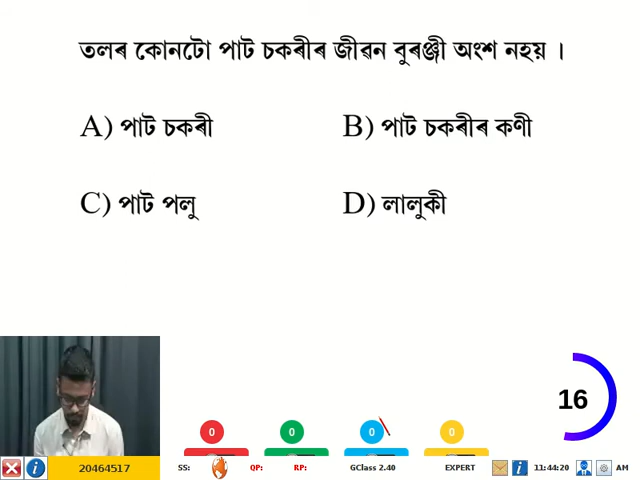 তলৰ কোনটো পাট চকৰীৰ জীৱন বুৰঞ্জী অংশ নহয় ।
A) পাট চকৰী B) পাট চকৰীৰ কণী
C) পাট পলু D) লালুকী
16
0 0 0 0
20464517 SS: QP: RP: GClass 2.40 EXPERT 11:44:20 AM